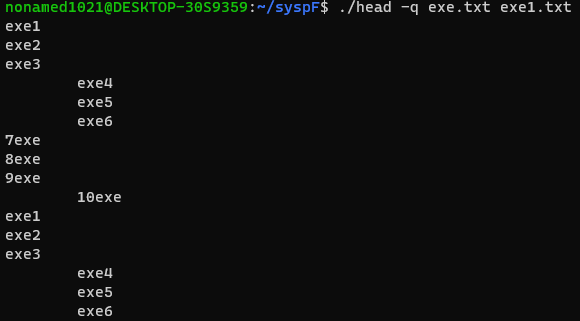 nonamed1021@DESKTOP-30S9359:~/syspF$ ./head -q exe.txt exe1.txt
exe1
exe2
exe3
        exe4
        exe5
        exe6
7exe
8exe
9exe
        10exe
exe1
exe2
exe3
        exe4
        exe5
        exe6